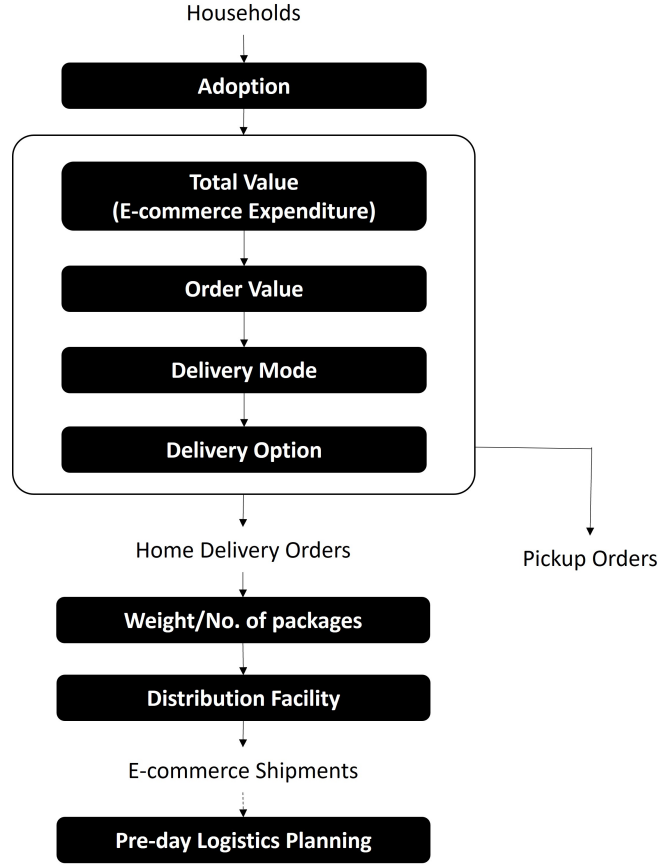 Households
Adoption
Total Value
(E-commerce Expenditure)
Order Value
Delivery Mode
Delivery Option
Home Delivery Orders
Pickup Orders
Weight/No. of packages
Distribution Facility
E-commerce Shipments
Pre-day Logistics Planning